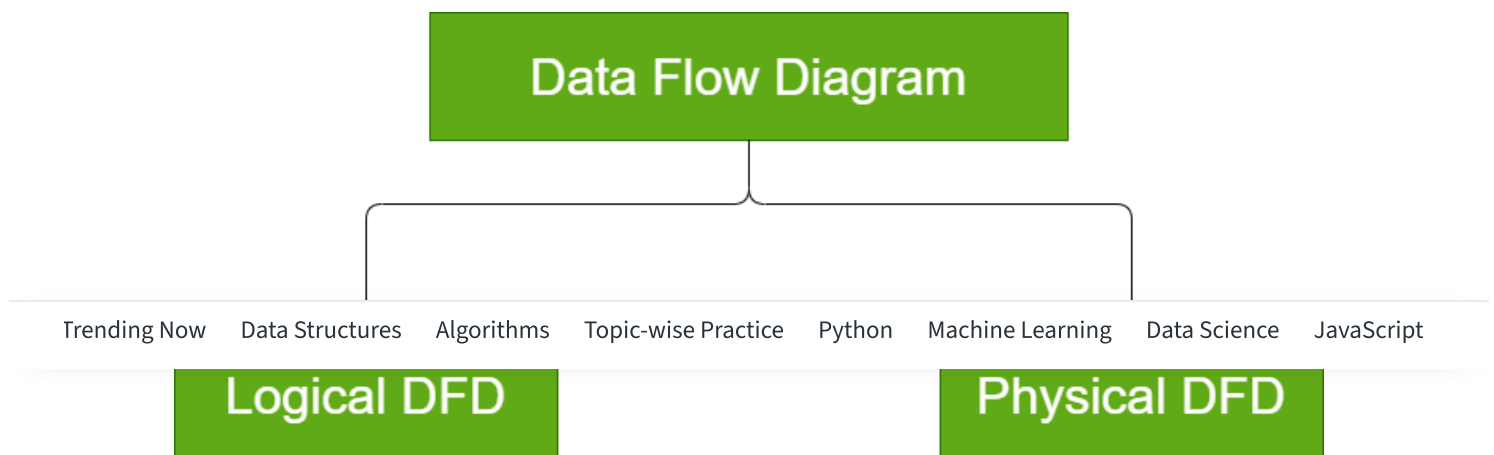 Data Flow Diagram
Trending Now Data Structures Algorithms Topic-wise Practice Python Machine Learning Data Science JavaScript
Logical DFD Physical DFD